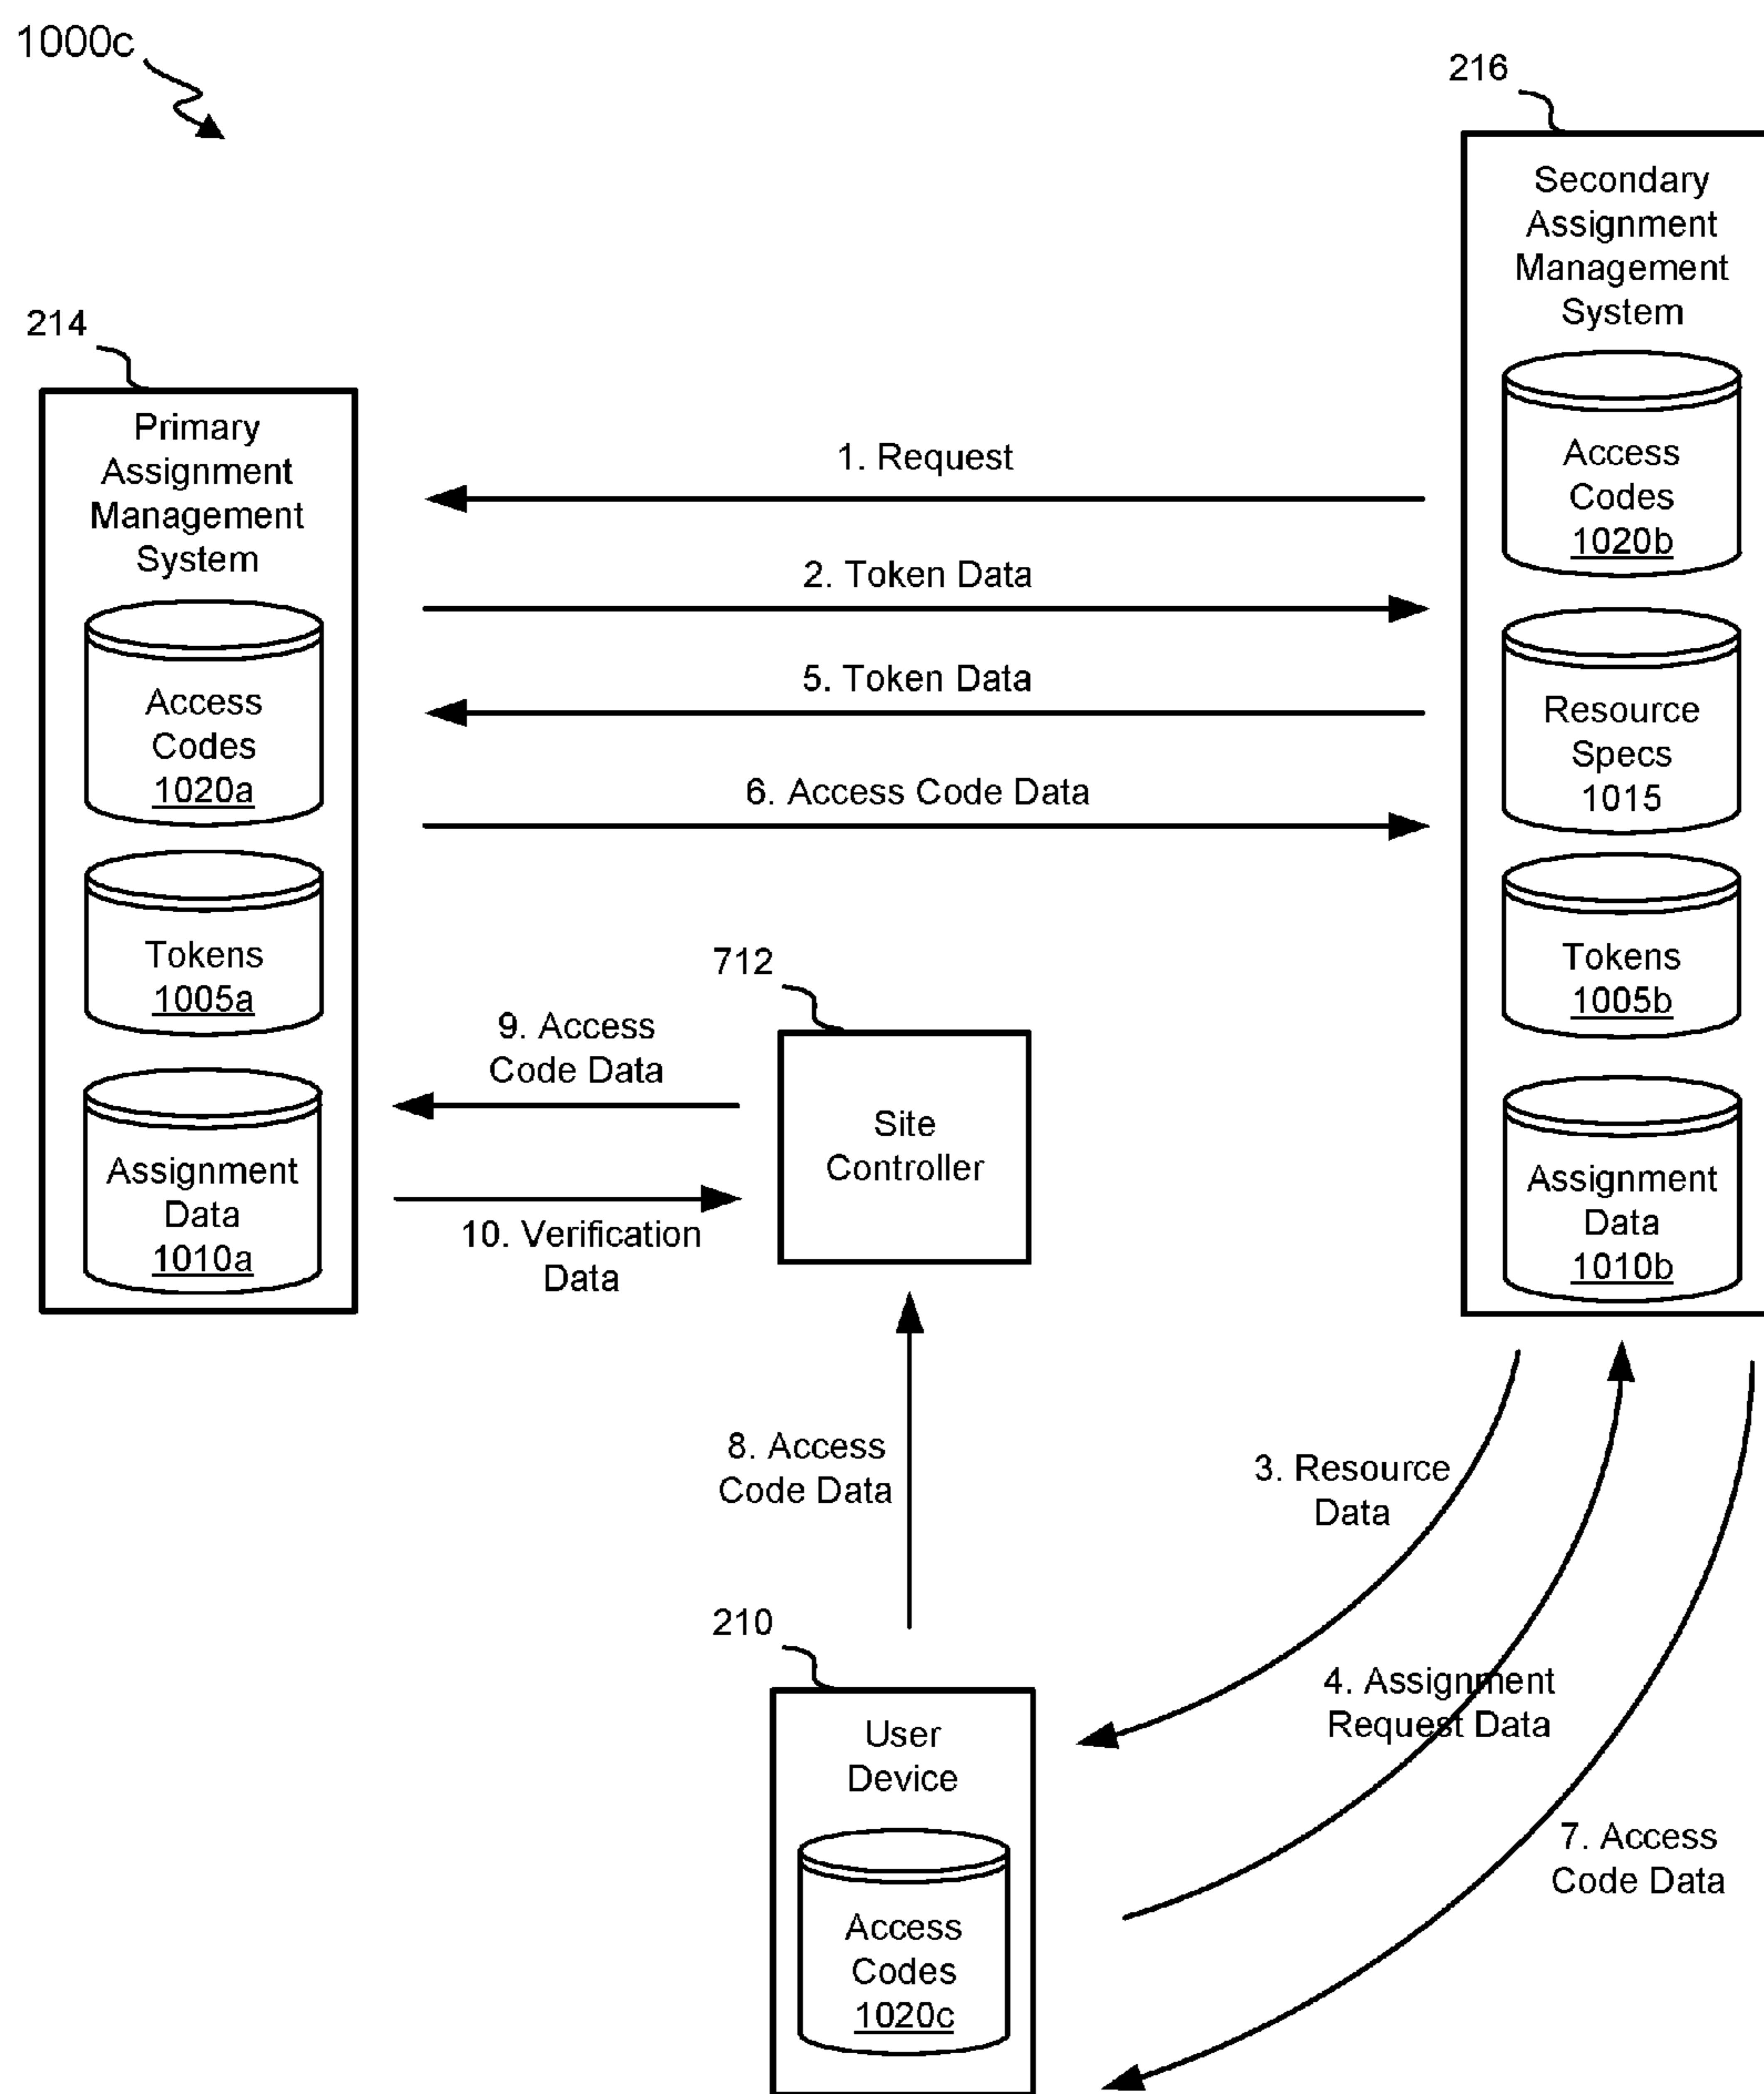 1000c
216
Secondary
Assignment
Management
System
Access
Codes
1020b
Resource
Specs
1015
Tokens
1005b
Assignment
Data
1010b
214
Primary
Assignment
Management
System
Access
Codes
1020a
Tokens
1005a
Assignment
Data
1010a
1. Request
2. Token Data
5. Token Data
6. Access Code Data
712
Site
Controller
9. Access
Code Data
10. Verification
Data
8. Access
Code Data
3. Resource
Data
4. Assignment
Request Data
7. Access
Code Data
210
User
Device
Access
Codes
1020c